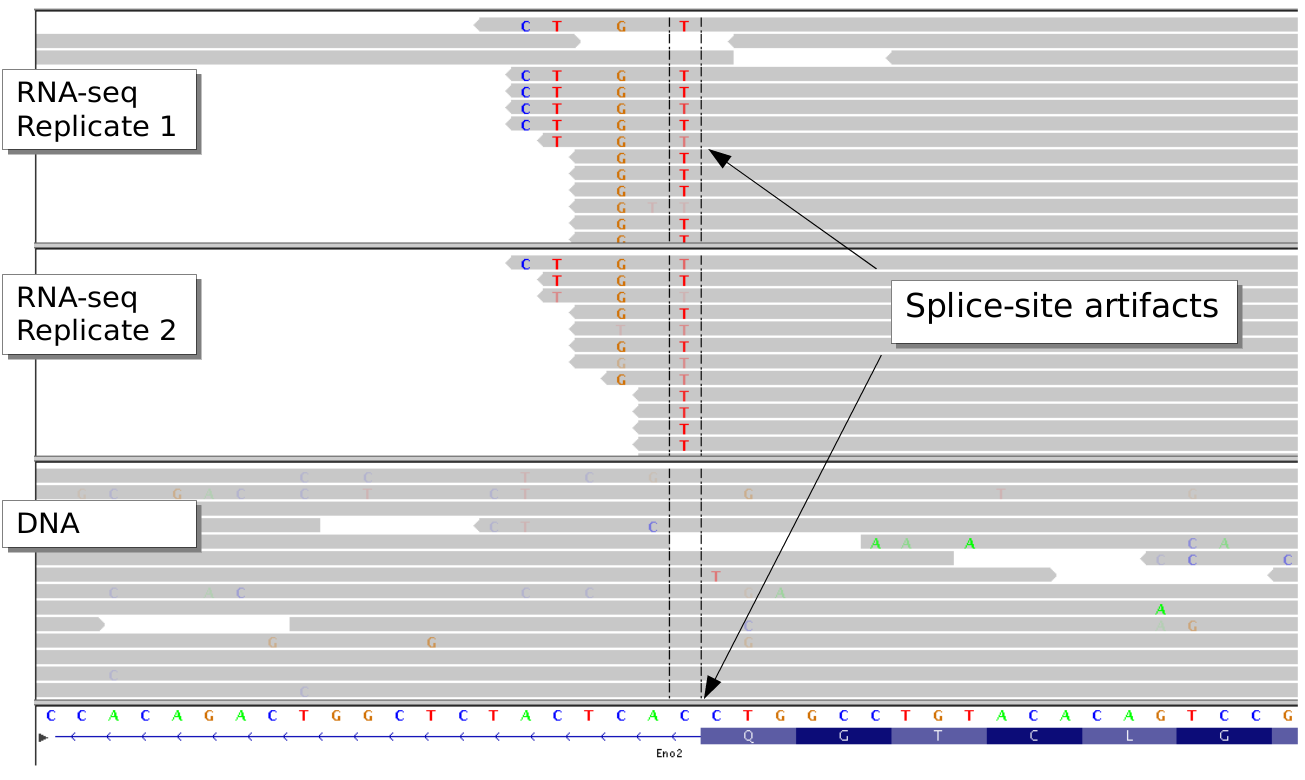 C T G T
C T G T
RNA-seq
C T G T
C T G T
Replicate 1
C T G T
T G T
G T
G T
G T
G T T
G T
G T
C T G T
T G T
RNA-seq
T G T
Splice-site artifacts
G T
Replicate 2
T T
G T
G T
G T
T
T
T
T
C C T C G
G C G A C C T C T G T G
DNA
C T C
A A A C A
C C C
T
C A C C C G A
A
C G
G G G
C
C
C C A C A G A C T G G C T C T A C T C A C C T G G C C T G T A C A C A G T C C G
Q G T C L G
Eno2